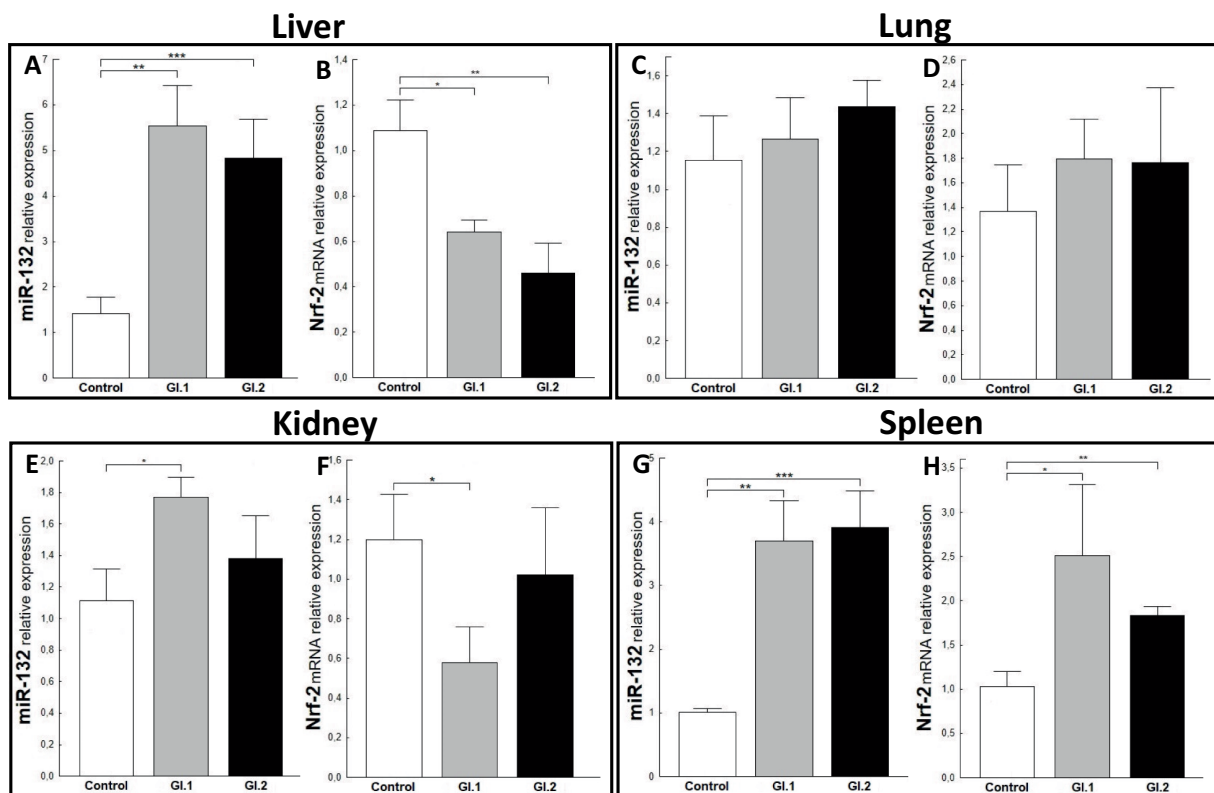 Liver
A
miR-132 relative expression
7
6
5
4
3
2
1
0
**
***
Control GI.1 GI.2
B
Nrf-2 mRNA relative expression
1,4
1,2
1,0
0,8
0,6
0,4
0,2
0,0
*
**
Control GI.1 GI.2
Lung
C
miR-132 relative expression
1,6
1,4
1,2
1,0
0,8
0,6
0,4
0,2
0,0
Control GI.1 GI.2
D
Nrf-2 mRNA relative expression
2,6
2,4
2,2
2,0
1,8
1,6
1,4
1,2
1,0
0,8
0,6
0,4
0,2
0,0
Control GI.1 GI.2
Kidney
E
miR-132 relative expression
2,0
1,8
1,6
1,4
1,2
1,0
0,8
0,6
0,4
0,2
0,0
*
Control GI.1 GI.2
F
Nrf-2 mRNA relative expression
1,6
1,4
1,2
1,0
0,8
0,6
0,4
0,2
0,0
*
Control GI.1 GI.2
Spleen
G
miR-132 relative expression
5
4
3
2
1
0
***
**
Control GI.1 GI.2
H
Nrf-2 mRNA relative expression
3,5
3,0
2,5
2,0
1,5
1,0
0,5
0,0
**
*
Control GI.1 GI.2